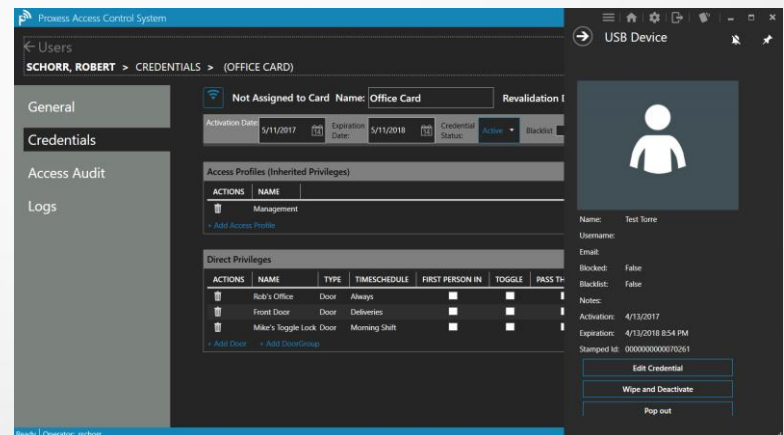 Proxess Access Control System
Users
SCHORR, ROBERT > CREDENTIALS > (OFFICE CARD)
General
Credentials
Access Audit
Logs
Not Assigned to Card Name: Office Card Revalidation
Activation Date: 5/11/2017 14 Expiration Date: 5/11/2018 14 Credential Status: Active Blacklist
Access Profiles (Inherited Privileges)
ACTIONS NAME
Management
+ Add Access Profile
Direct Privileges
ACTIONS NAME TYPE TIMESCHEDULE FIRST PERSON IN TOGGLE PASS TH
Rob's Office Door Always
Front Door Door Deliveries
Mike's Toggle Lock Door Morning Shift
+ Add Door + Add DoorGroup
Ready Operator: rschorr
USB Device
Name: Test Torre
Username:
Email:
Blocked: False
Blacklist: False
Notes:
Activation: 4/13/2017
Expiration: 4/13/2018 8:54 PM
Stamped Id: 0000000000070261
Edit Credential
Wipe and Deactivate
Pop out